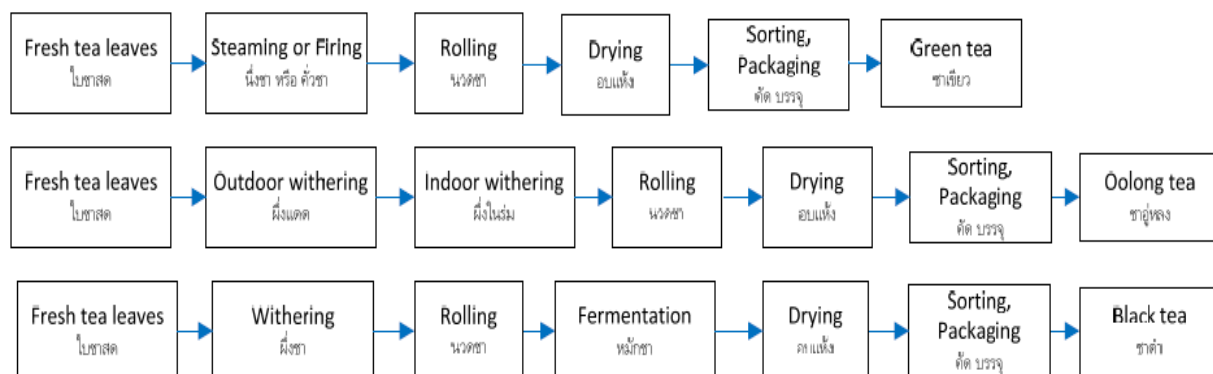 Fresh tea leaves
ใบชาสด
Steaming or Firing
นึ่งชา หรือ คั่วชา
Rolling
นวดชา
Drying
อบแห้ง
Sorting,
Packaging
คัด บรรจุ
Green tea
ชาเขียว
Fresh tea leaves
ใบชาสด
Outdoor withering
ผึ่งแดด
Indoor withering
ผึ่งในร่ม
Rolling
นวดชา
Drying
อบแห้ง
Sorting,
Packaging
คัด บรรจุ
Oolong tea
ชาอู่หลง
Fresh tea leaves
ใบชาสด
Withering
ผึ่งชา
Rolling
นวดชา
Fermentation
หมักชา
Drying
อบแห้ง
Sorting,
Packaging
คัด บรรจุ
Black tea
ชาดำ